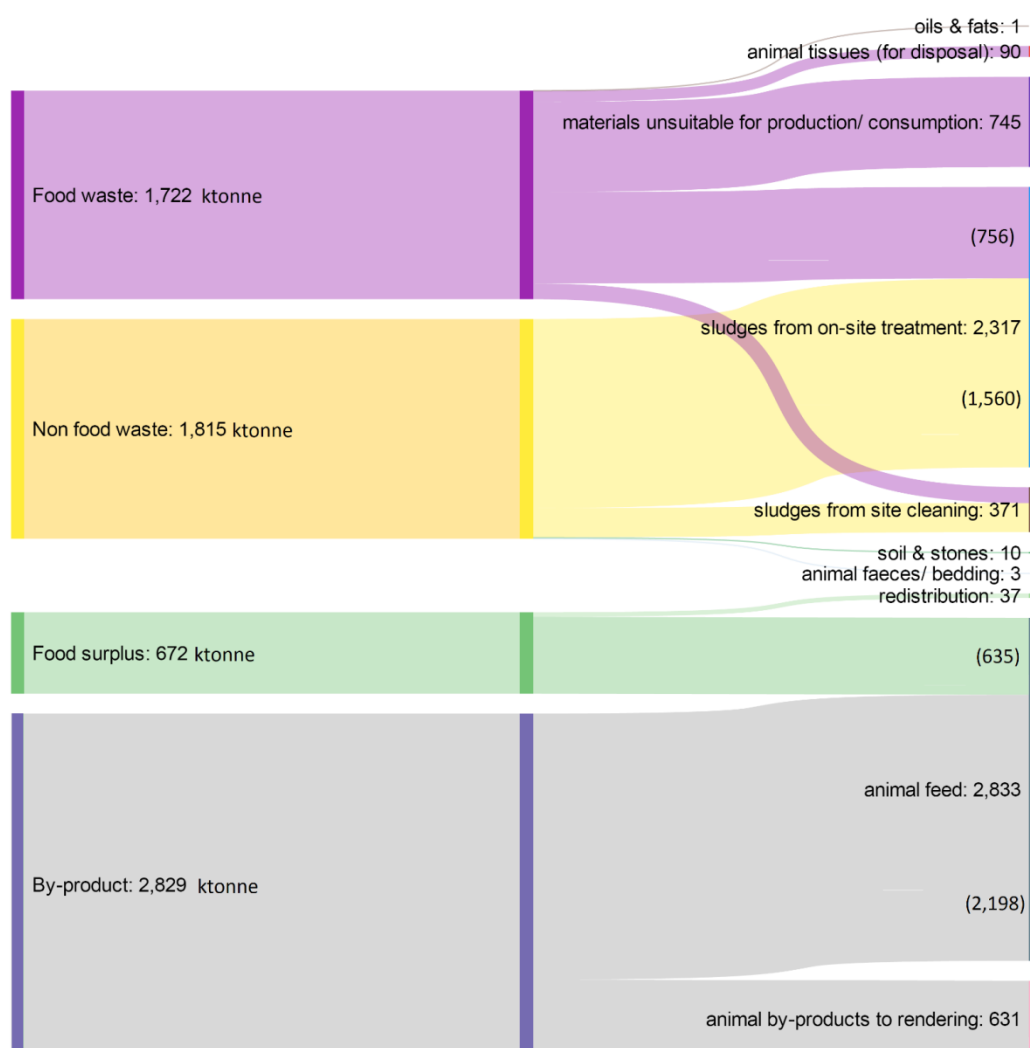 oils & fats: 1
animal tissues (for disposal): 90
materials unsuitable for production/ consumption: 745
Food waste: 1,722 ktonne
(756)
sludges from on-site treatment: 2,317
(1,560)
Non food waste: 1,815 ktonne
sludges from site cleaning: 371
soil & stones: 10
animal faeces/ bedding: 3
redistribution: 37
Food surplus: 672 ktonne
(635)
animal feed: 2,833
By-product: 2,829 ktonne
(2,198)
animal by-products to rendering: 631